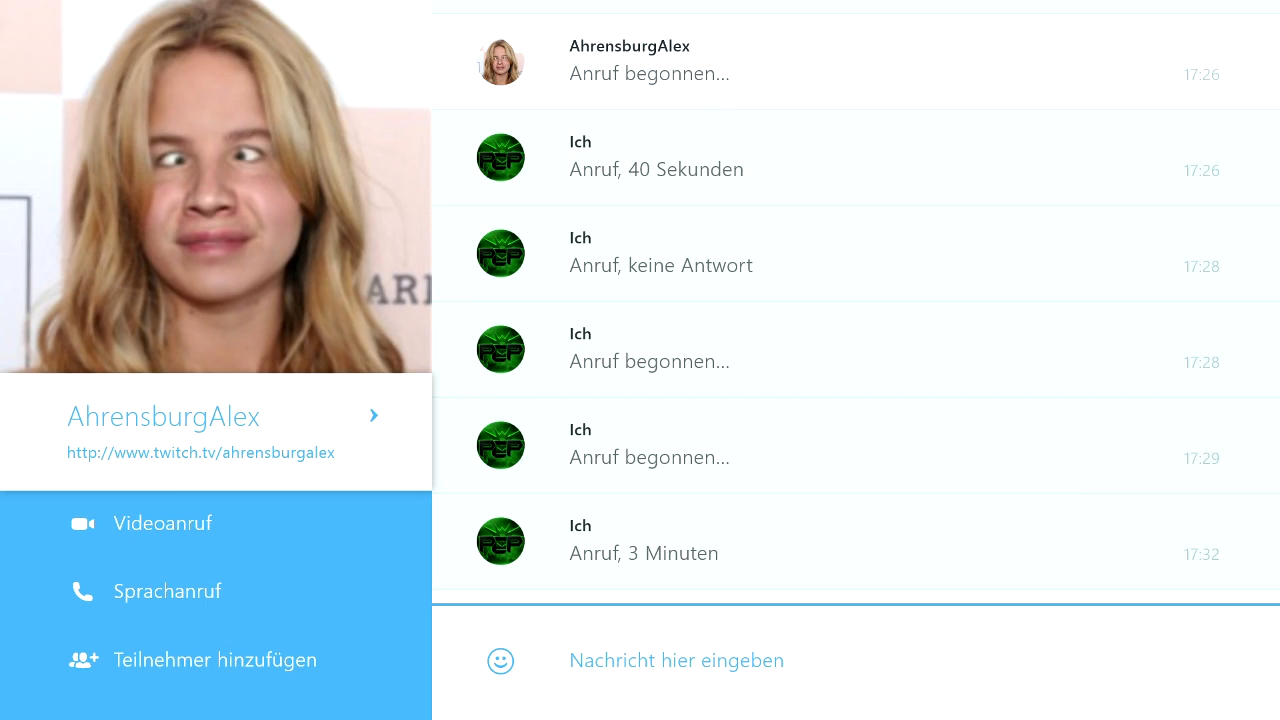 ARI
AhrensburgAlex
http://www.twitch.tv/ahrensburgalex
Videoanruf
Sprachanruf
Teilnehmer hinzufügen
AhrensburgAlex
Anruf begonnen...
17:26
Ich
Anruf, 40 Sekunden
17:26
Ich
Anruf, keine Antwort
17:28
Ich
Anruf begonnen...
17:28
Ich
Anruf begonnen...
17:29
Ich
Anruf, 3 Minuten
17:32
Nachricht hier eingeben